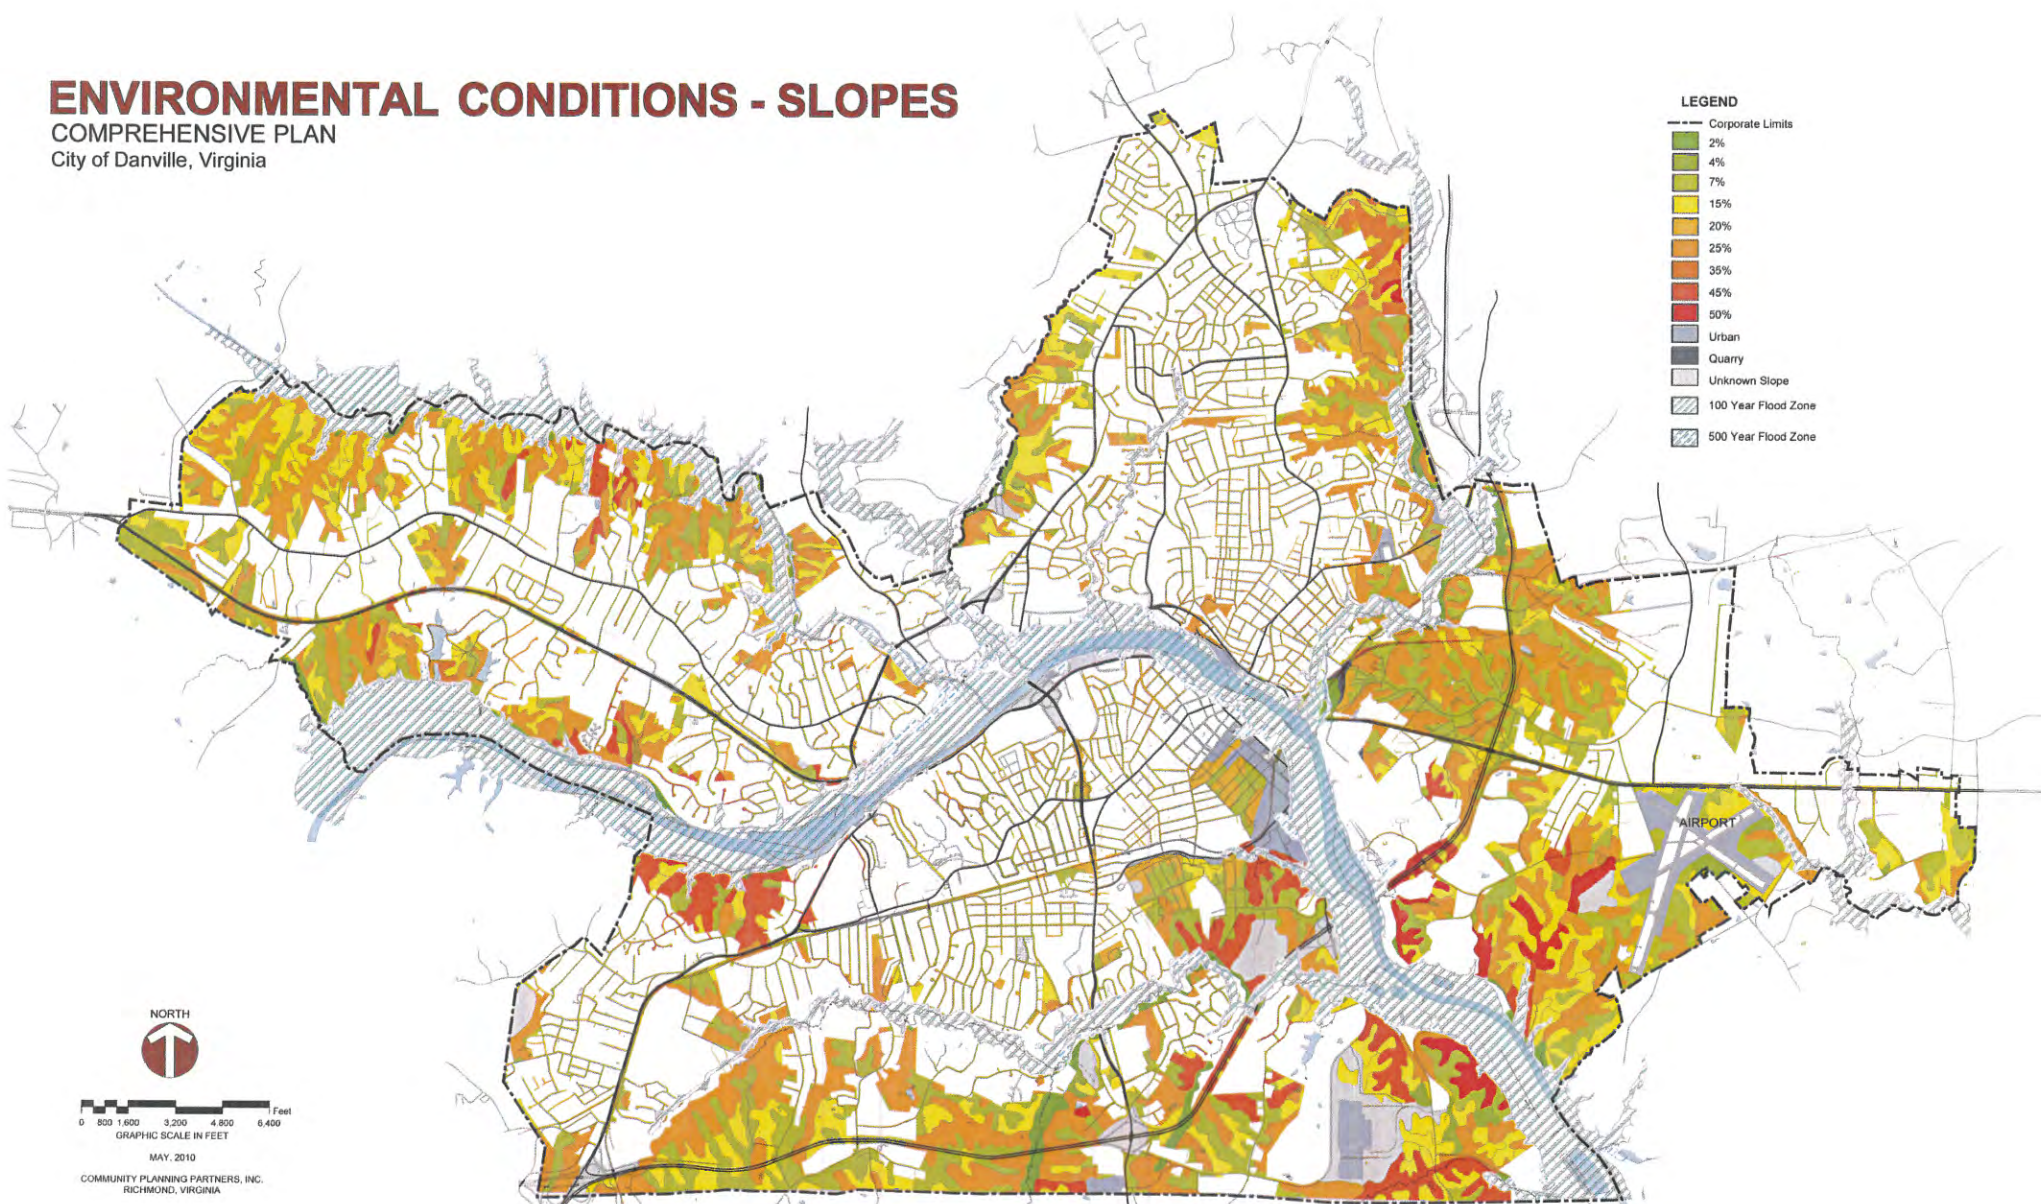 ENVIRONMENTAL CONDITIONS - SLOPES
COMPREHENSIVE PLAN
City of Danville, Virginia
LEGEND
Corporate Limits
2%
4%
7%
15%
20%
25%
35%
45%
50%
Urban
Quarry
Unknown Slope
100 Year Flood Zone
500 Year Flood Zone
AIRPORT
NORTH
Feet
0 800 1,600 3,200 4,800 6,400
GRAPHIC SCALE IN FEET
MAY, 2010
COMMUNITY PLANNING PARTNERS, INC.
RICHMOND, VIRGINIA